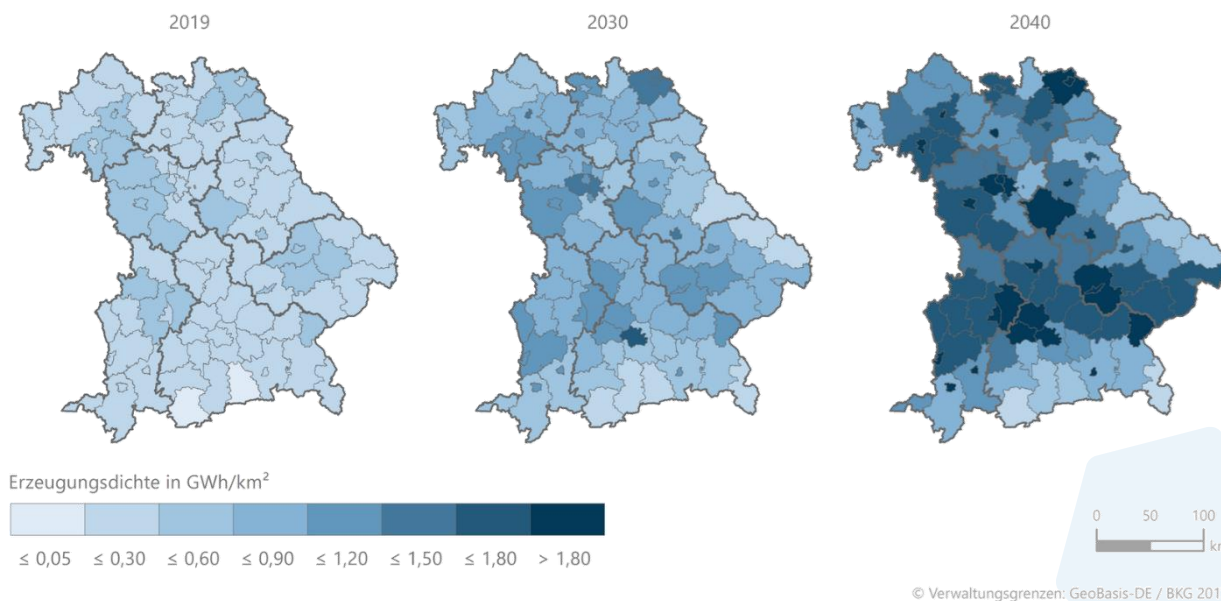 2019 2030 2040
Erzeugungsdichte in GWh/km²
≤ 0,05 ≤ 0,30 ≤ 0,60 ≤ 0,90 ≤ 1,20 ≤ 1,50 ≤ 1,80 > 1,80
0 50 100
© Verwaltungsgrenzen: GeoBasis-DE / BKG